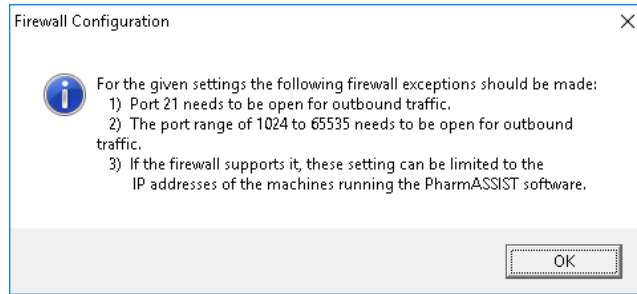 Firewall Configuration
For the given settings the following firewall exceptions should be made:
1) Port 21 needs to be open for outbound traffic.
2) The port range of 1024 to 65535 needs to be open for outbound
traffic.
3) If the firewall supports it, these setting can be limited to the
IP addresses of the machines running the PharmASSIST software.
OK